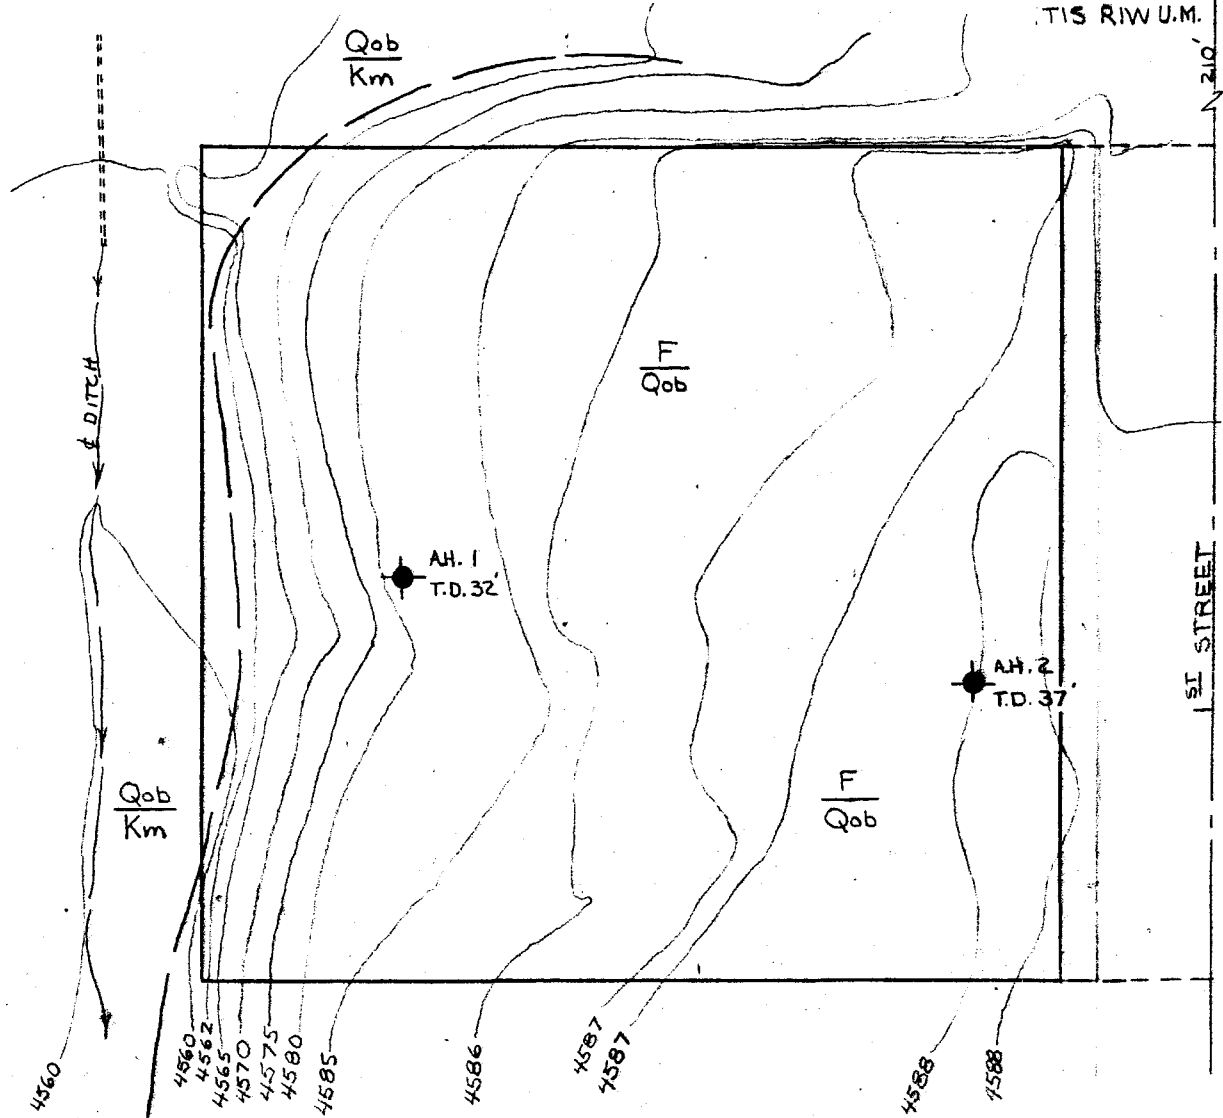 T1S R1W U.M.
210'
Qob
Km
℄ DITCH
F
Qob
A.H. 1
T.D. 32'
1ST STREET
A.H. 2
T.D. 37'
Qob
Km
F
Qob
4560
4560
4562
4565
4570
4575
4580
4585
4586
4587
4587
4588
4588